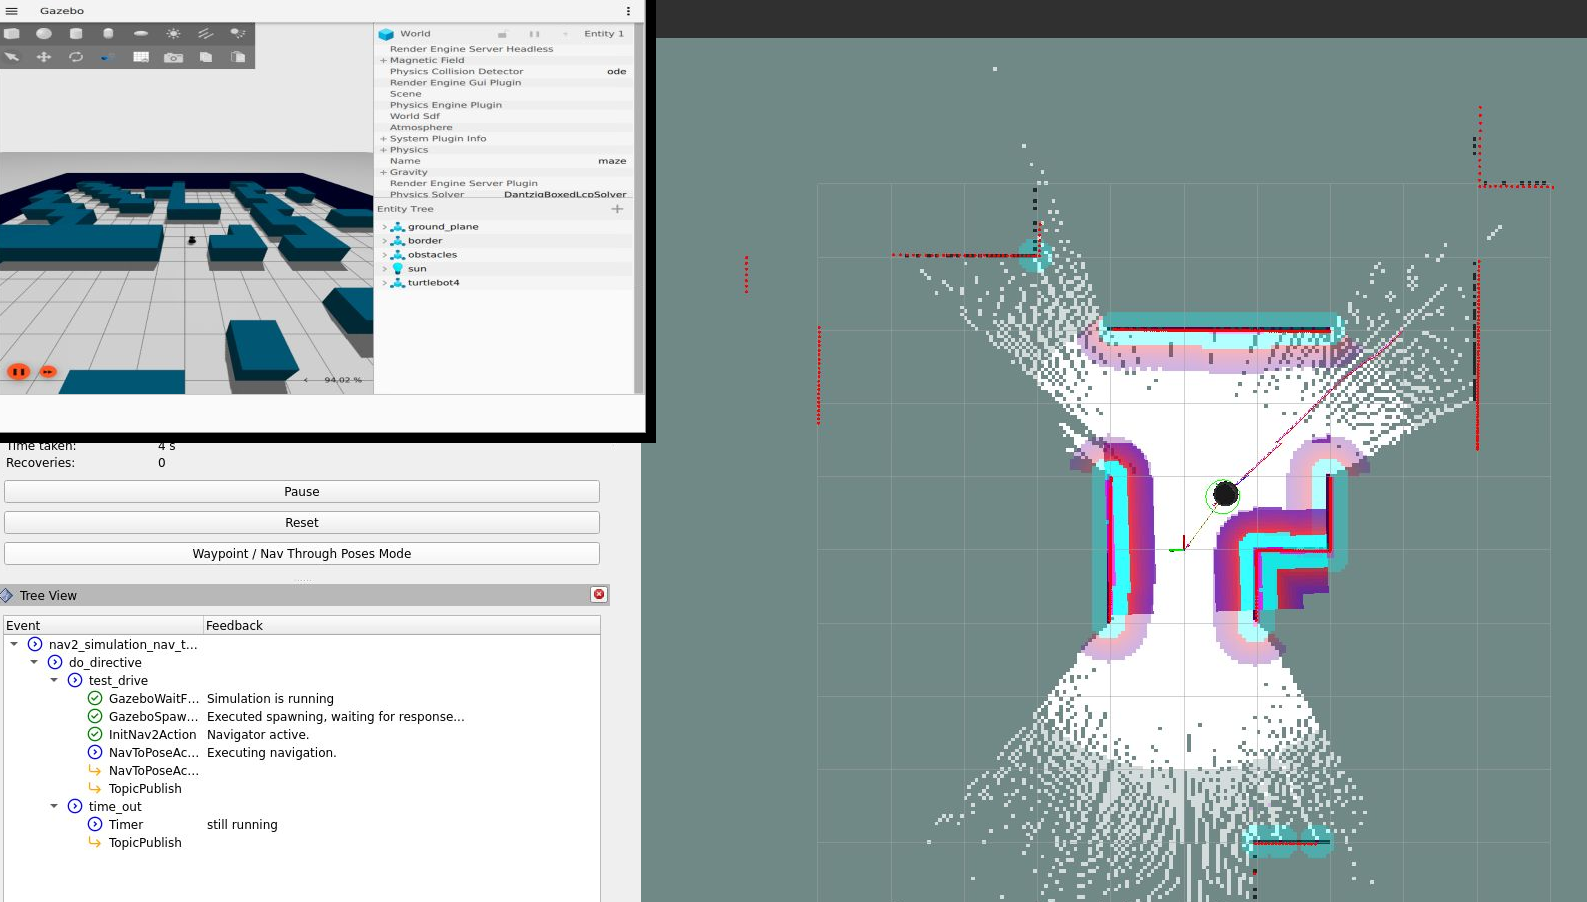 Gazebo
World
Entity 1
Render Engine Server Headless
+ Magnetic Field
Physics Collision Detector ode
Render Engine Gui Plugin
Scene
Physics Engine Plugin
World Sdf
Atmosphere
+ System Plugin Info
+ Physics
Name maze
+ Gravity
Render Engine Server Plugin
Physics Solver DantzigBoxedLcpSolver
Entity Tree +
> ground_plane
> border
> obstacles
> sun
> turtlebot4
< 94.02 %
Time taken: 4 s
Recoveries: 0
Pause
Reset
Waypoint / Nav Through Poses Mode
Tree View
Event Feedback
nav2_simulation_nav_t...
do_directive
test_drive
GazeboWaitF... Simulation is running
GazeboSpaw... Executed spawning, waiting for response...
InitNav2Action Navigator active.
NavToPoseAc... Executing navigation.
NavToPoseAc...
TopicPublish
time_out
Timer still running
TopicPublish